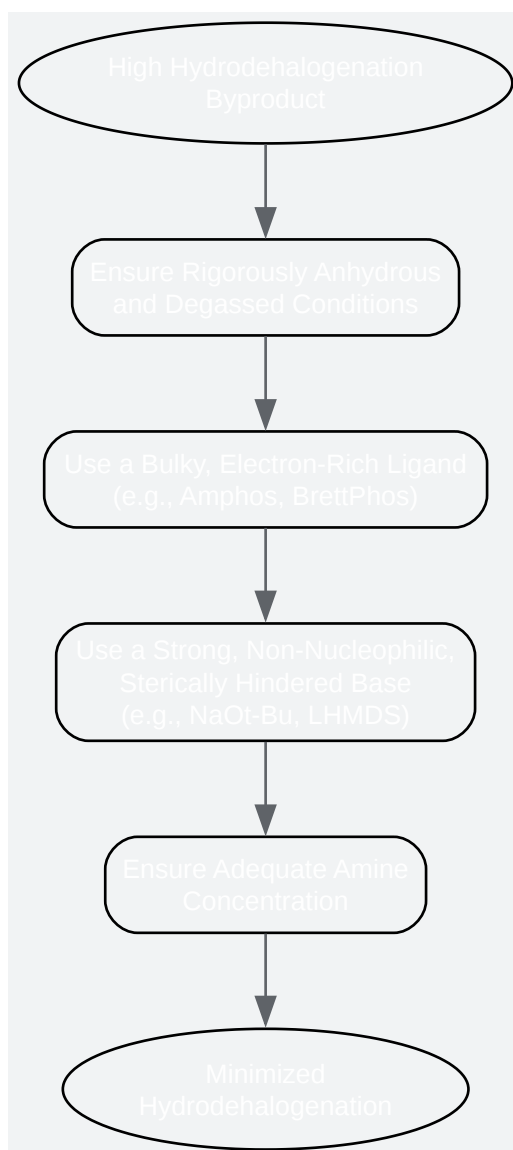 High Hydrodehalogenation
Byproduct
Ensure Rigorously Anhydrous
and Degassed Conditions
Use a Bulky, Electron-Rich Ligand
(e.g., Amphos, BrettPhos)
Use a Strong, Non-Nucleophilic,
Sterically Hindered Base
(e.g., NaOt-Bu, LHMDS)
Ensure Adequate Amine
Concentration
Minimized
Hydrodehalogenation